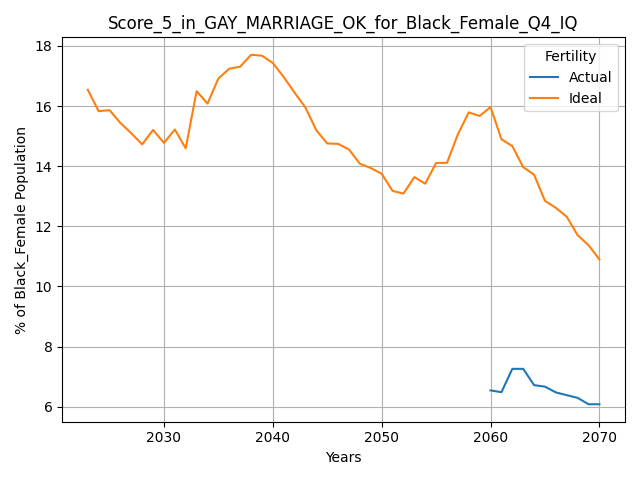 Score_5_in_GAY_MARRIAGE_OK_for_Black_Female_Q4_IQ
Fertility
Actual
Ideal
% of Black_Female Population
18
16
14
12
10
8
6
2030
2040
2050
2060
2070
Years